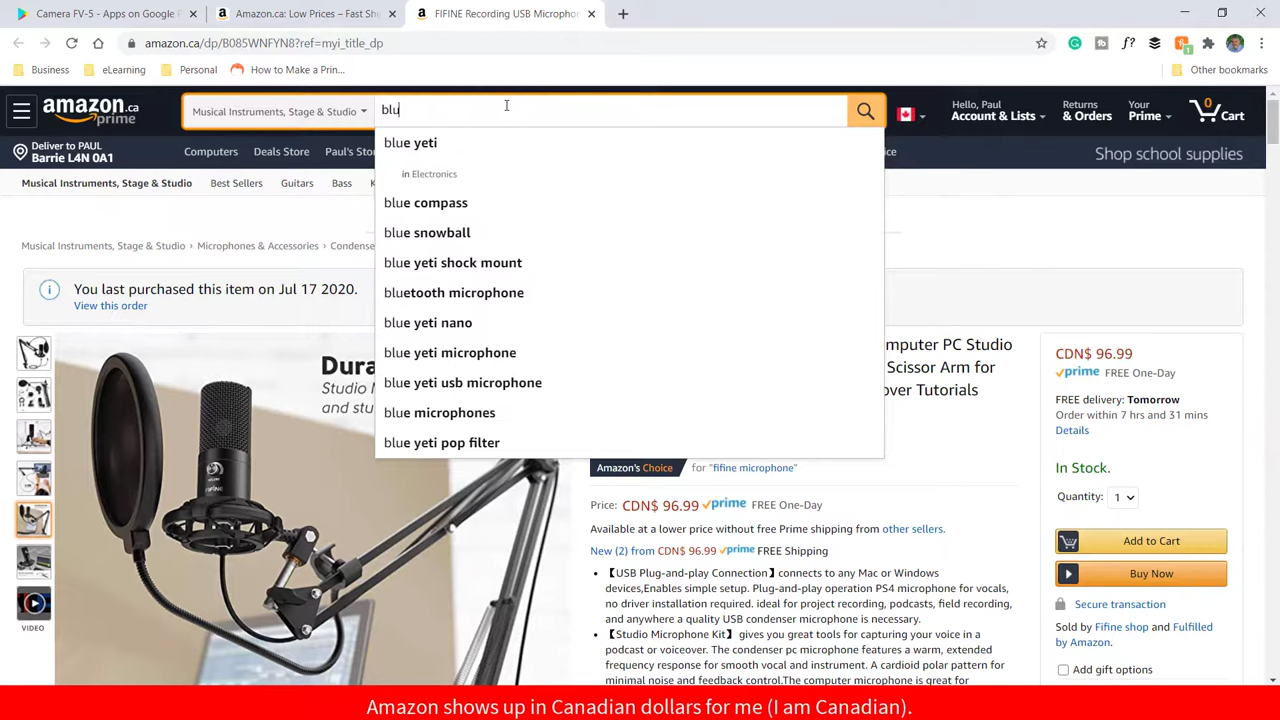 Camera FV-5 - Apps on Google P
Amazon.ca: Low Prices – Fast Shi
FIFINE Recording USB Microphon
amazon.ca/dp/B085WNFYN8?ref=myi_title_dp
Business
eLearning
Personal
How to Make a Prin...
Other bookmarks
amazon.ca
prime
Musical Instruments, Stage & Studio
blu
Hello, Paul
Account & Lists
Returns
& Orders
Your
Prime
0
Cart
Deliver to PAUL
Barrie L4N 0A1
Computers
Deals Store
Paul's Sto
ice
Shop school supplies
Musical Instruments, Stage & Studio
Best Sellers
Guitars
Bass
K
blue yeti
in Electronics
blue compass
blue snowball
blue yeti shock mount
bluetooth microphone
blue yeti nano
blue yeti microphone
blue yeti usb microphone
blue microphones
blue yeti pop filter
Musical Instruments, Stage & Studio › Microphones & Accessories › Condense
You last purchased this item on Jul 17 2020.
View this order
Dura
Studio M
and stu
FIFINE
VIDEO
mputer PC Studio
Scissor Arm for
over Tutorials
Amazon's Choice for "fifine microphone"
Price: CDN$ 96.99 prime FREE One-Day
Available at a lower price without free Prime shipping from other sellers.
New (2) from CDN$ 96.99 prime FREE Shipping
• 【USB Plug-and-play Connection】connects to any Mac or Windows
devices,Enables simple setup. Plug-and-play operation PS4 microphone for vocals,
no driver installation required. ideal for project recording, podcasts, field recording,
and anywhere a quality USB condenser microphone is necessary.
• 【Studio Microphone Kit】 gives you great tools for capturing your voice in a
podcast or voiceover. The condenser pc microphone features a warm, extended
frequency response for smooth vocal and instrument. A cardioid polar pattern for
minimal noise and feedback control.The computer microphone is great for
CDN$ 96.99
prime FREE One-Day
FREE delivery: Tomorrow
Order within 7 hrs and 31 mins
Details
In Stock.
Quantity: 1
Add to Cart
Buy Now
Secure transaction
Sold by Fifine shop and Fulfilled
by Amazon.
Add gift options
Amazon shows up in Canadian dollars for me (I am Canadian).